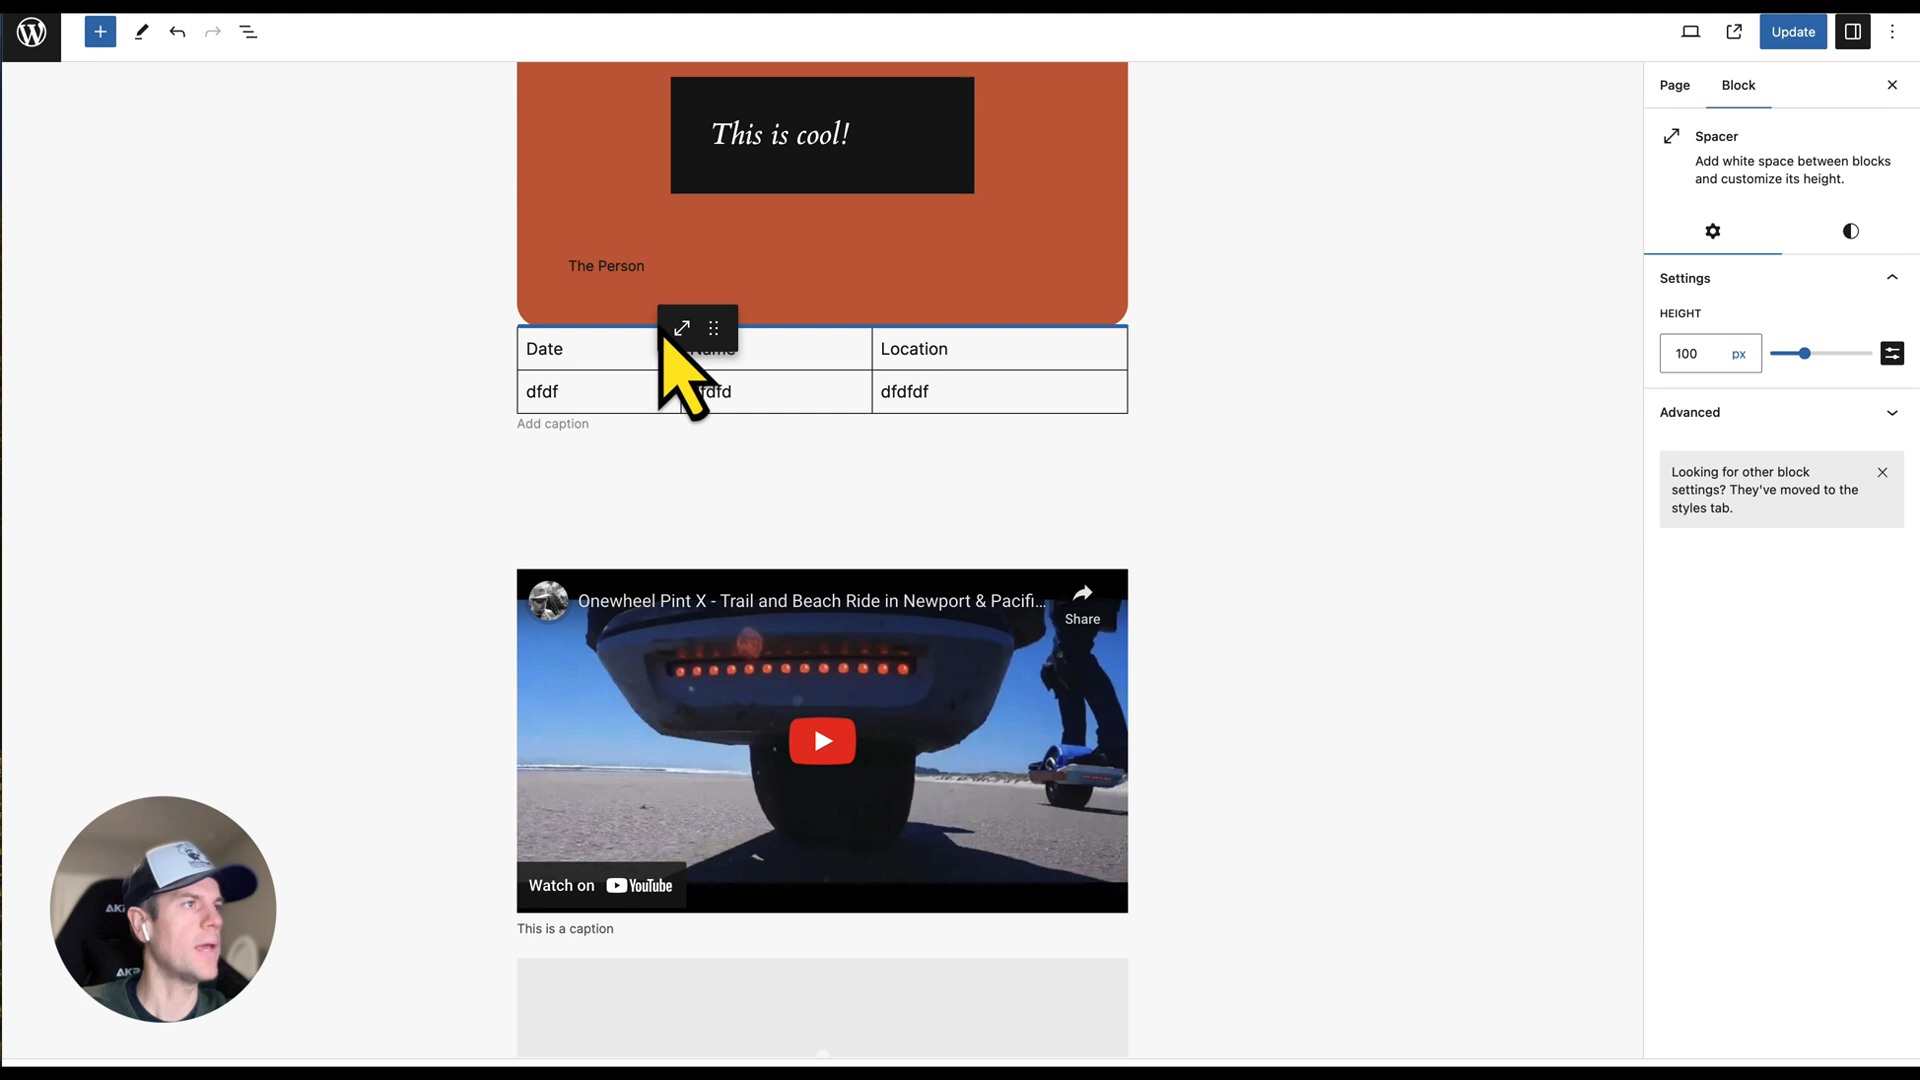 Update
Page
Block
Spacer
Add white space between blocks
and customize its height.
Settings
HEIGHT
100 px
Advanced
Looking for other block
settings? They've moved to the
styles tab.
This is cool!
The Person
Date
Location
dfdf
dfdfdf
Add caption
Onewheel Pint X - Trail and Beach Ride in Newport & Pacifi...
Share
Watch on YouTube
This is a caption